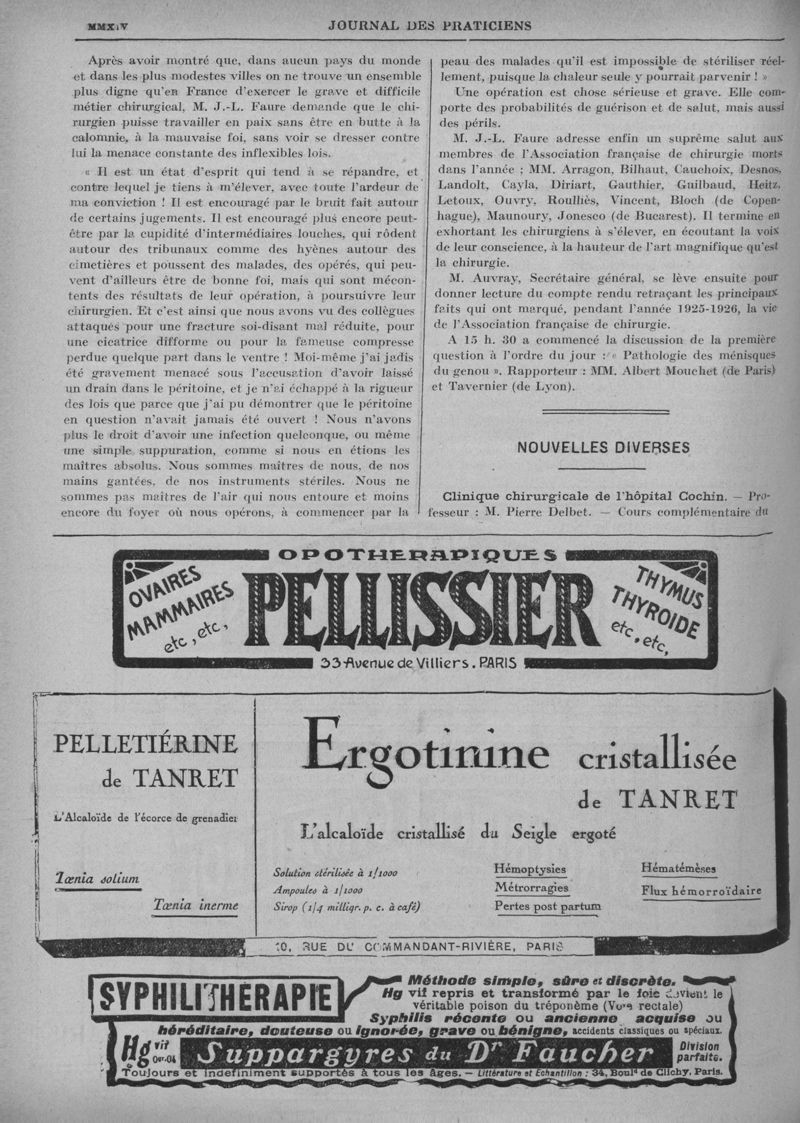 MMXIV
JOURNAL DES PRATICIENS
Après avoir montré que, dans aucun pays du monde
et dans les plus modestes villes on ne trouve un ensemble
plus digne qu'en France d'exercer le grave et difficile
métier chirurgical, M. J.-L. Faure demande que le chi-
rurgien puisse travailler en paix sans être en butte à la
calomnie, à la mauvaise foi, sans voir se dresser contre
lui la menace constante des inflexibles lois.
« Il est un état d'esprit qui tend à se répandre, et
contre lequel je tiens à m'élever, avec toute l'ardeur de
ma conviction ! Il est encouragé par le bruit fait autour
de certains jugements. Il est encouragé plus encore peut-
être par la cupidité d'intermédiaires louches, qui rôdent
autour des tribunaux comme des hyènes autour des
cimetières et poussent des malades, des opérés, qui peu-
vent d'ailleurs être de bonne foi, mais qui sont mécon-
tents des résultats de leur opération, à poursuivre leur
chirurgien. Et c'est ainsi que nous avons vu des collègues
attaqués pour une fracture soi-disant mal réduite, pour
une cicatrice difforme ou pour la fameuse compresse
perdue quelque part dans le ventre ! Moi-même j'ai jadis
été gravement menacé sous l'accusation d'avoir laissé
un drain dans le péritoine, et je n'ai échappé à la rigueur
des lois que parce que j'ai pu démontrer que le péritoine
en question n'avait jamais été ouvert ! Nous n'avons
plus le droit d'avoir une infection quelconque, ou même
une simple suppuration, comme si nous en étions les
maîtres absolus. Nous sommes maîtres de nous, de nos
mains gantées, de nos instruments stériles. Nous ne
sommes pas maîtres de l'air qui nous entoure et moins
encore du foyer où nous opérons, à commencer par la
peau des malades qu'il est impossible de stériliser réel-
lement, puisque la chaleur seule y pourrait parvenir ! »
Une opération est chose sérieuse et grave. Elle com-
porte des probabilités de guérison et de salut, mais aussi
des périls.
M. J.-L. Faure adresse enfin un suprême salut aux
membres de l'Association française de chirurgie morts
dans l'année : MM. Arragon, Bilhaut, Cauchoix, Desnos,
Landolt, Cayla, Diriart, Gauthier, Guilbaud, Heitz,
Letoux, Ouvry, Roulliès, Vincent, Bloch (de Copen-
hague), Maunoury, Jonesco (de Bucarest). Il termine en
exhortant les chirurgiens à s'élever, en écoutant la voix
de leur conscience, à la hauteur de l'art magnifique qu'est
la chirurgie.
M. Auvray, Secrétaire général, se lève ensuite pour
donner lecture du compte rendu retraçant les principaux
faits qui ont marqué, pendant l'année 1925-1926, la vie
de l'Association française de chirurgie.
A 15 h. 30 a commencé la discussion de la première
question à l'ordre du jour : « Pathologie des ménisques
du genou ». Rapporteur : MM. Albert Mouchet (de Paris)
et Tavernier (de Lyon).
NOUVELLES DIVERSES
Clinique chirurgicale de l'hôpital Cochin. — Pro-
fesseur : M. Pierre Delbet. — Cours complémentaire du
OPOTHERAPIQUES
OVAIRES
MAMMAIRES
etc, etc,
PELLISSIER
THYMUS
THYROIDE
etc, etc,
33-Avenue de Villiers. PARIS
PELLETIÉRINE
de TANRET
L'Alcaloïde de l'écorce de grenadier
Tœnia solium
Tœnia inerme
Ergotinine cristallisée
de TANRET
L'alcaloïde cristallisé du Seigle ergoté
Solution stérilisée à 1/1000
Ampoules à 1/1000
Sirop (1/4 milligr. p. c. à café)
Hémoptysies
Métrorragies
Pertes post partum
Hématémèses
Flux hémorroïdaire
10, RUE DU COMMANDANT-RIVIÈRE, PARIS
SYPHILITHÉRAPIE
Méthode simple, sûre et discrète.
Hg vif repris et transformé par le foie devient le
véritable poison du tréponème (Voie rectale)
Syphilis récente ou ancienne acquise ou
héréditaire, douteuse ou ignorée, grave ou bénigne, accidents classiques ou spéciaux.
Hg vif 0gr.04
Suppargyres du Dr Faucher
Division parfaite.
Toujours et indéfiniment supportés à tous les âges. — Littérature et Echantillon : 34, Bould de Clichy, Paris.